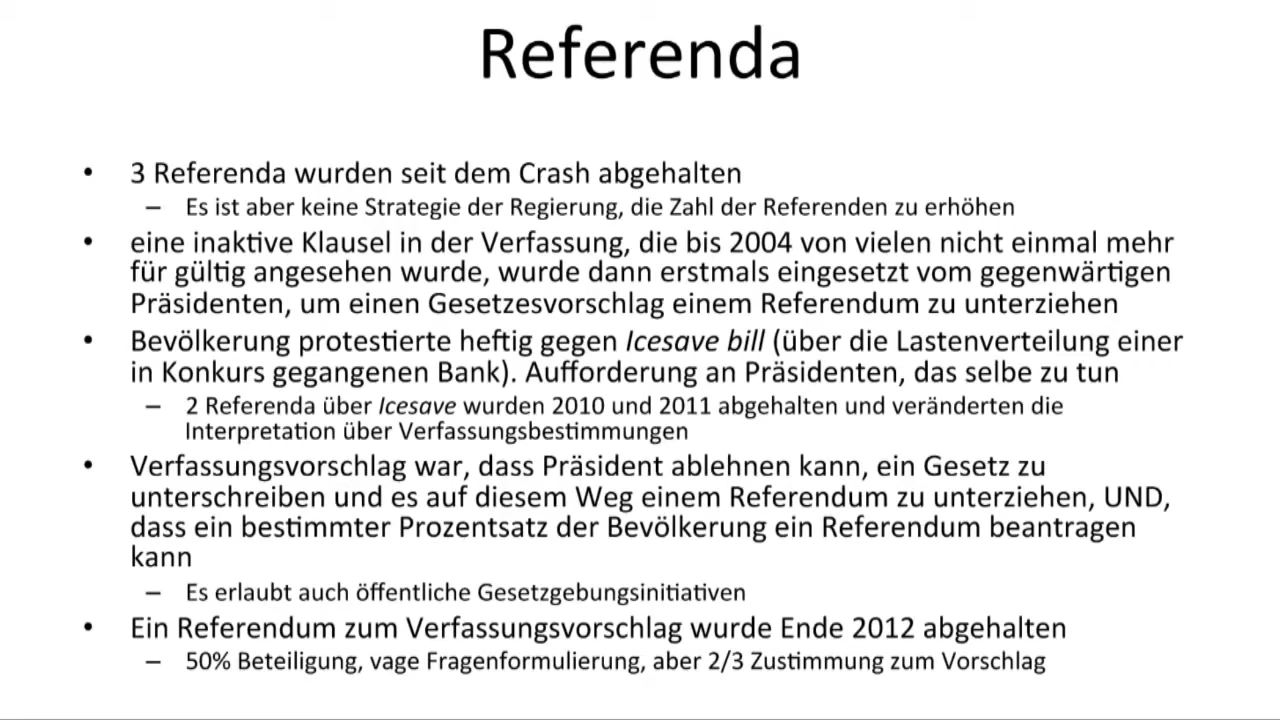 Referenda
• 3 Referenda wurden seit dem Crash abgehalten
– Es ist aber keine Strategie der Regierung, die Zahl der Referenden zu erhöhen
• eine inaktive Klausel in der Verfassung, die bis 2004 von vielen nicht einmal mehr
für gültig angesehen wurde, wurde dann erstmals eingesetzt vom gegenwärtigen
Präsidenten, um einen Gesetzesvorschlag einem Referendum zu unterziehen
• Bevölkerung protestierte heftig gegen Icesave bill (über die Lastenverteilung einer
in Konkurs gegangenen Bank). Aufforderung an Präsidenten, das selbe zu tun
– 2 Referenda über Icesave wurden 2010 und 2011 abgehalten und veränderten die
Interpretation über Verfassungsbestimmungen
• Verfassungsvorschlag war, dass Präsident ablehnen kann, ein Gesetz zu
unterschreiben und es auf diesem Weg einem Referendum zu unterziehen, UND,
dass ein bestimmter Prozentsatz der Bevölkerung ein Referendum beantragen
kann
– Es erlaubt auch öffentliche Gesetzgebungsinitiativen
• Ein Referendum zum Verfassungsvorschlag wurde Ende 2012 abgehalten
– 50% Beteiligung, vage Fragenformulierung, aber 2/3 Zustimmung zum Vorschlag